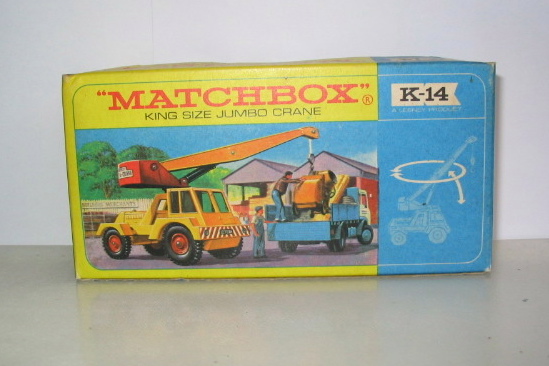 "MATCHBOX"®
KING SIZE JUMBO CRANE
K-14
A LESNEY PRODUCT